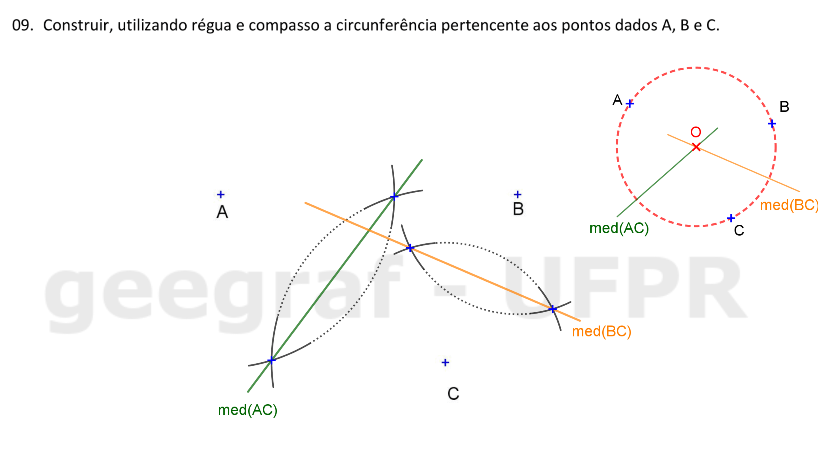 09. Construir, utilizando régua e compasso a circunferência pertencente aos pontos dados A, B e C.
A
B
O
med(BC)
C
med(AC)
A
B
geegraf - UFPR
med(BC)
C
med(AC)